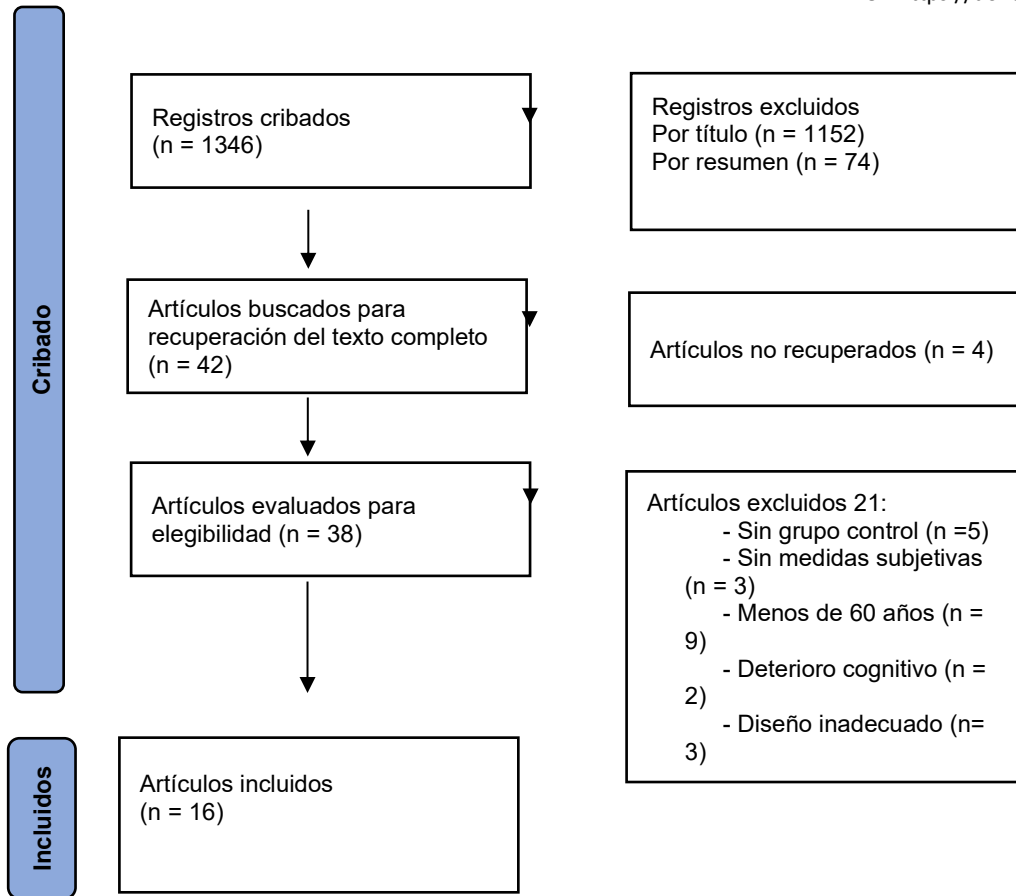 Registros cribados
(n = 1346)
Registros excluidos
Por título (n = 1152)
Por resumen (n = 74)
Cribado
Artículos buscados para
recuperación del texto completo
(n = 42)
Artículos no recuperados (n = 4)
Artículos evaluados para
elegibilidad (n = 38)
Artículos excluidos 21:
- Sin grupo control (n =5)
- Sin medidas subjetivas
(n = 3)
- Menos de 60 años (n =
9)
- Deterioro cognitivo (n =
2)
- Diseño inadecuado (n=
3)
Incluidos
Artículos incluidos
(n = 16)